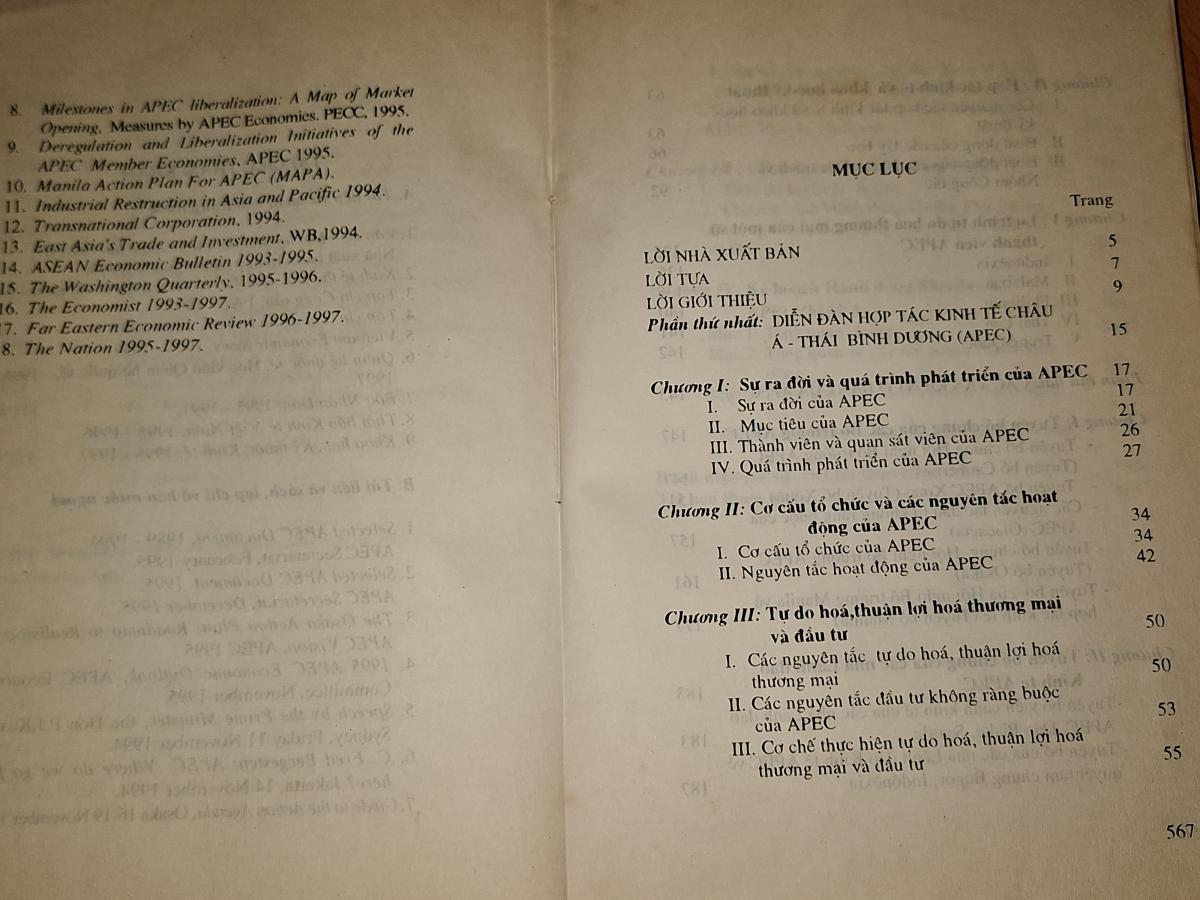 8. Milestones in APEC liberalization: A Map of Market
Opening, Measures by APEC Economics. PECC, 1995.
9. Deregulation and Liberalization Initiatives of the
APEC Member Economies, APEC 1995.
10. Manila Action Plan For APEC (MAPA).
11. Industrial Restruction in Asia and Pacific 1994.
12. Transnational Corporation, 1994.
13. East Asia's Trade and Investment, WB,1994.
14. ASEAN Economic Bulletin 1993-1995.
15. The Washington Quarterly, 1995-1996.
16. The Economist 1993-1997.
17. Far Eastern Economic Review 1996-1997.
8. The Nation 1995-1997.
MỤC LỤC
Trang
LỜI NHÀ XUẤT BẢN 5
LỜI TỰA 7
LỜI GIỚI THIỆU 9
Phần thứ nhất: DIỄN ĐÀN HỢP TÁC KINH TẾ CHÂU
Á - THÁI BÌNH DƯƠNG (APEC) 15
Chương I: Sự ra đời và quá trình phát triển của APEC 17
I. Sự ra đời của APEC 17
II. Mục tiêu của APEC 21
III. Thành viên và quan sát viên của APEC 26
IV. Quá trình phát triển của APEC 27
Chương II: Cơ cấu tổ chức và các nguyên tắc hoạt
động của APEC 34
I. Cơ cấu tổ chức của APEC 34
II. Nguyên tắc hoạt động của APEC 42
Chương III: Tự do hoá,thuận lợi hoá thương mại
và đầu tư 50
I. Các nguyên tắc tự do hoá, thuận lợi hoá
thương mại 50
II. Các nguyên tắc đầu tư không ràng buộc
của APEC 53
III. Cơ chế thực hiện tự do hoá, thuận lợi hoá
thương mại và đầu tư 55
567